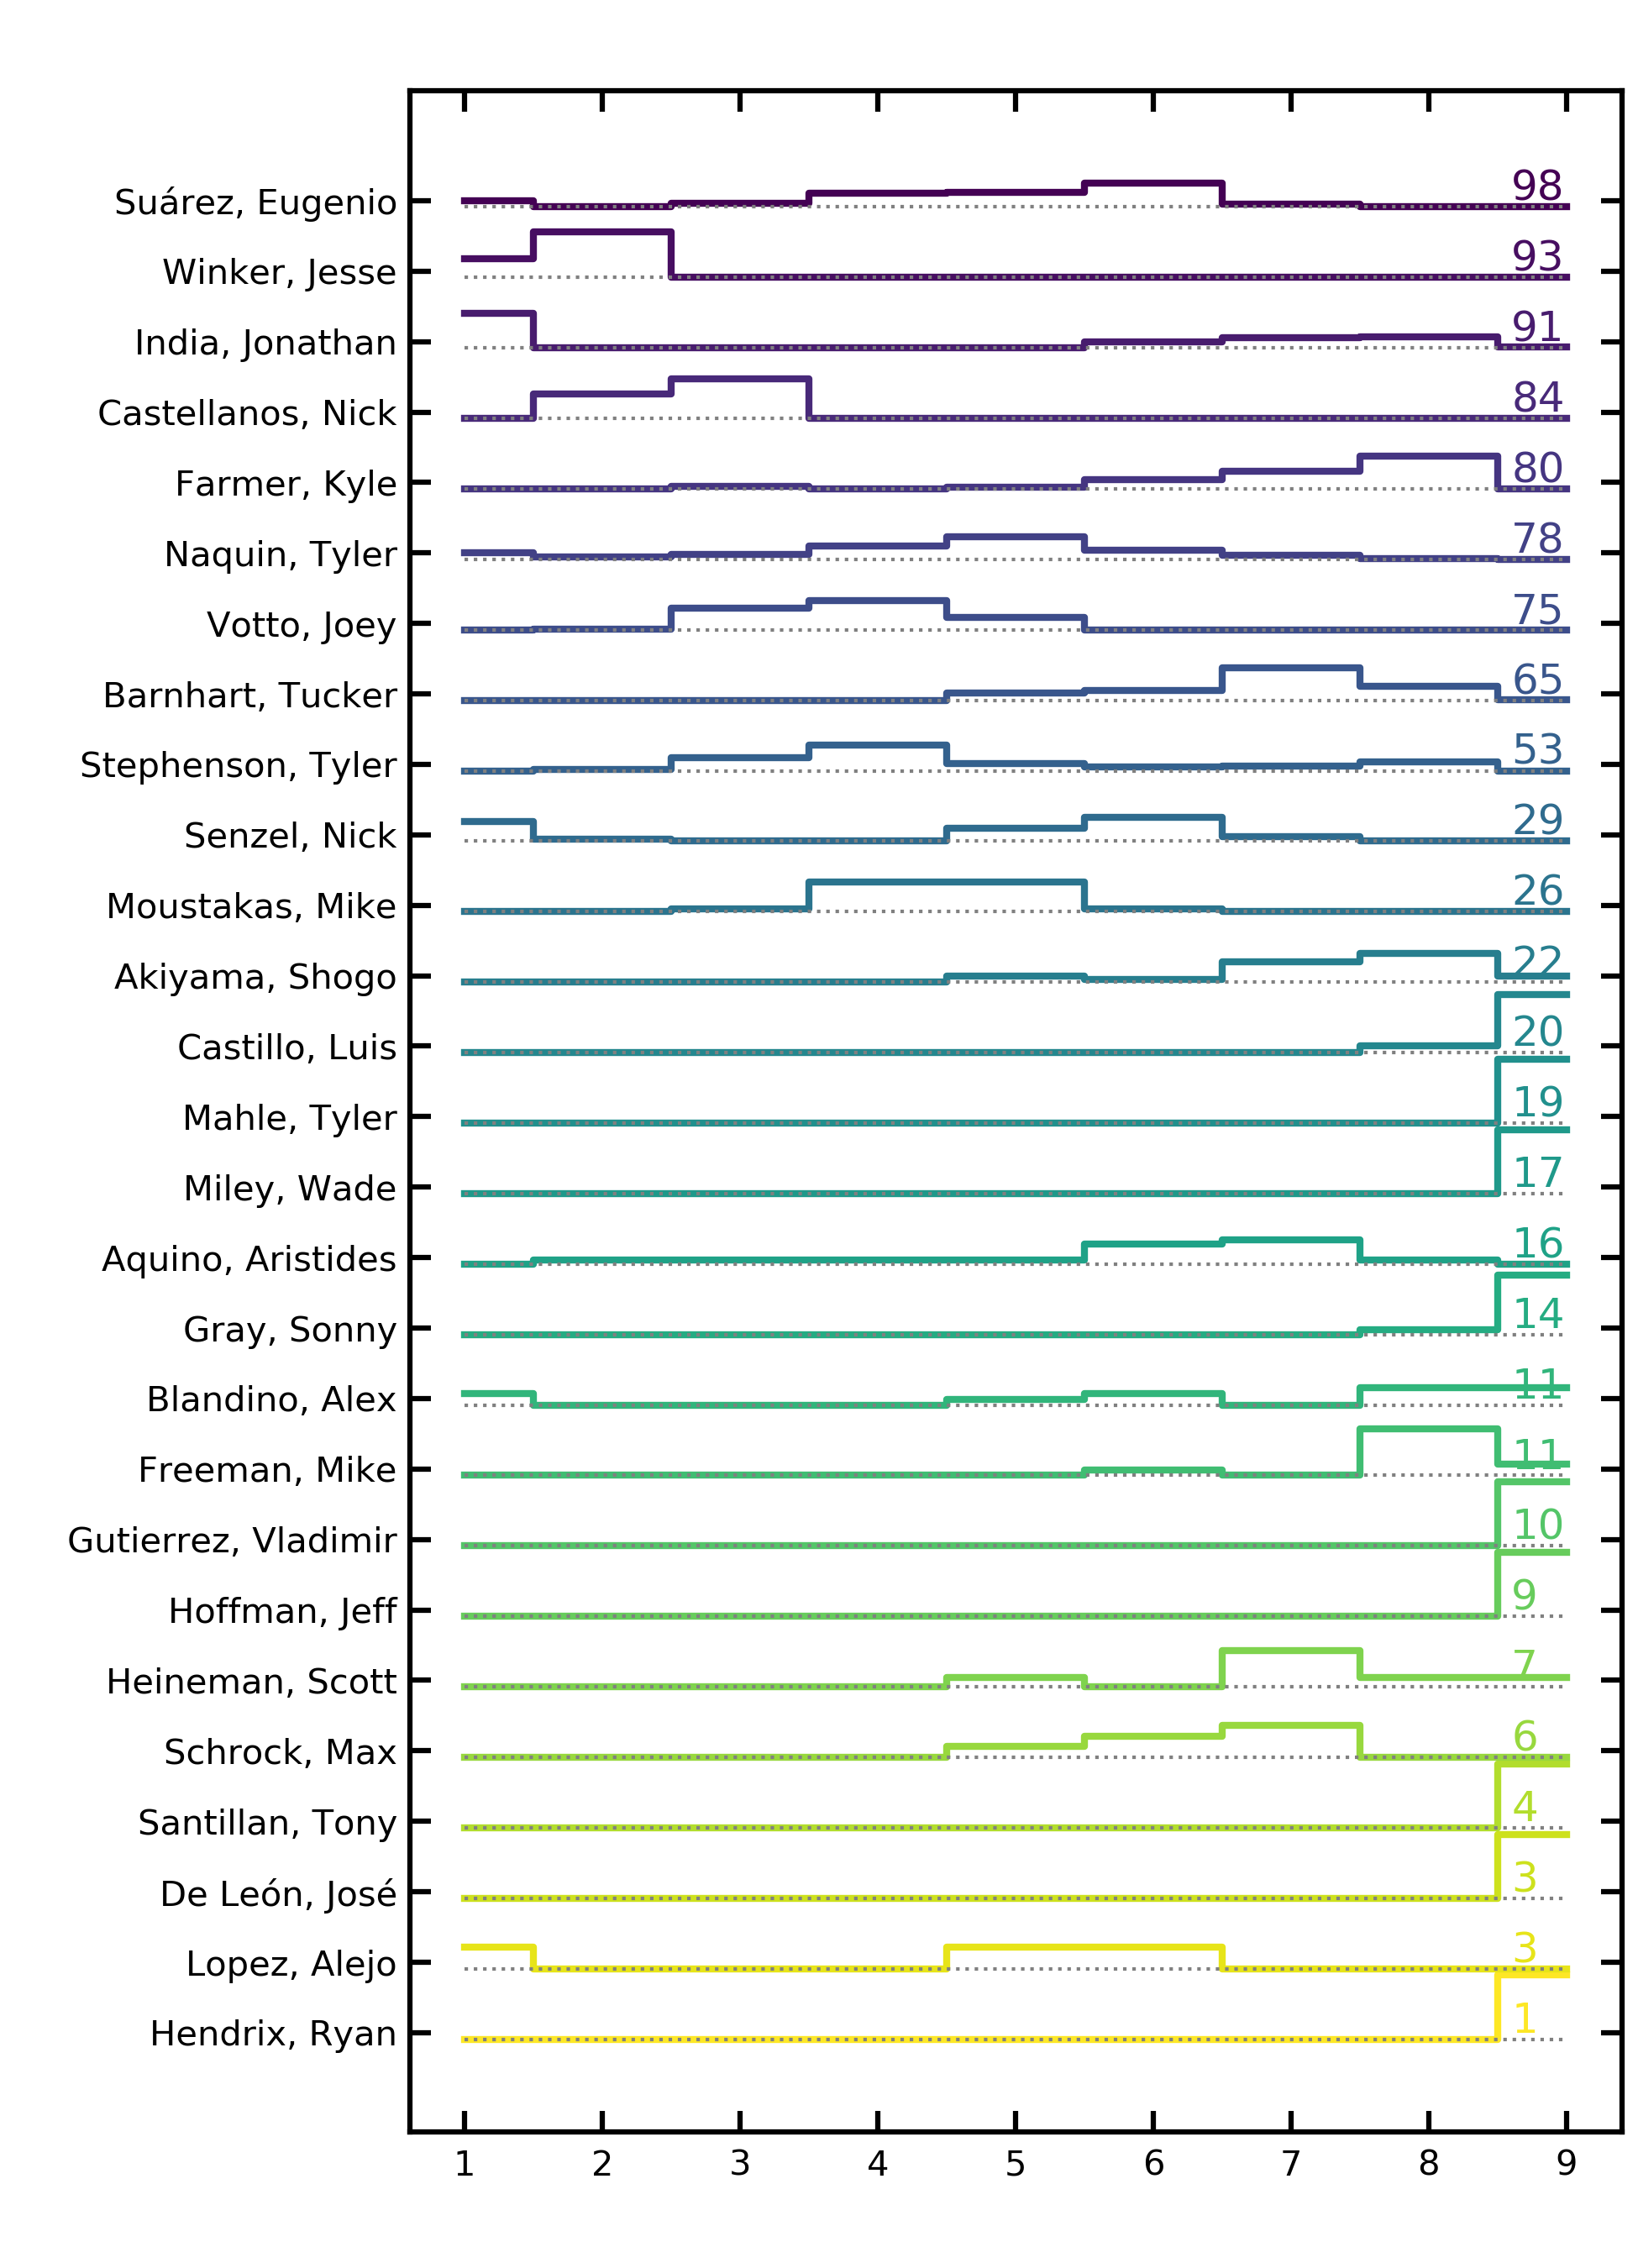 Suárez, Eugenio 98
Winker, Jesse 93
India, Jonathan 91
Castellanos, Nick 84
Farmer, Kyle 80
Naquin, Tyler 78
Votto, Joey 75
Barnhart, Tucker 65
Stephenson, Tyler 53
Senzel, Nick 29
Moustakas, Mike 26
Akiyama, Shogo 22
Castillo, Luis 20
Mahle, Tyler 19
Miley, Wade 17
Aquino, Aristides 16
Gray, Sonny 14
Blandino, Alex 11
Freeman, Mike 11
Gutierrez, Vladimir 10
Hoffman, Jeff 9
Heineman, Scott 7
Schrock, Max 6
Santillan, Tony 4
De León, José 3
Lopez, Alejo 3
Hendrix, Ryan 1
1 2 3 4 5 6 7 8 9